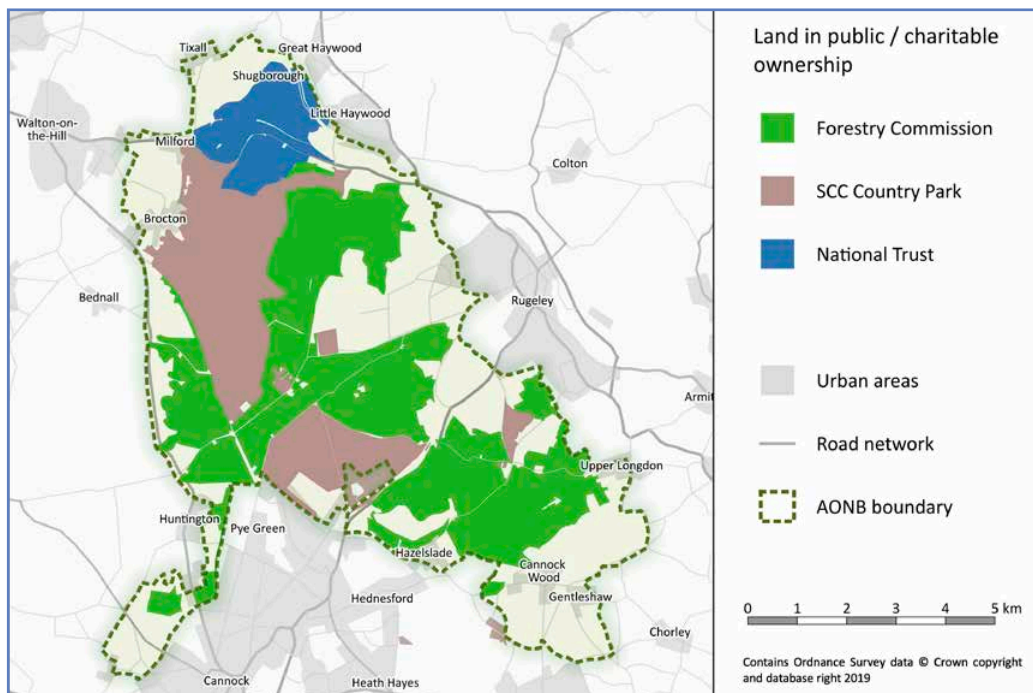 Tixall
Great Haywood
Shugborough
Little Haywood
Walton-on-
the-Hill
Milford
Colton
Brocton
Bednall
Rugeley
Armit
Upper Longdon
Huntington
Pye Green
Hazelslade
Cannock
Wood
Hednesford
Gentleshaw
Chorley
Cannock
Heath Hayes
Land in public / charitable
ownership
Forestry Commission
SCC Country Park
National Trust
Urban areas
Road network
AONB boundary
0 1 2 3 4 5 km
Contains Ordnance Survey data © Crown copyright
and database right 2019